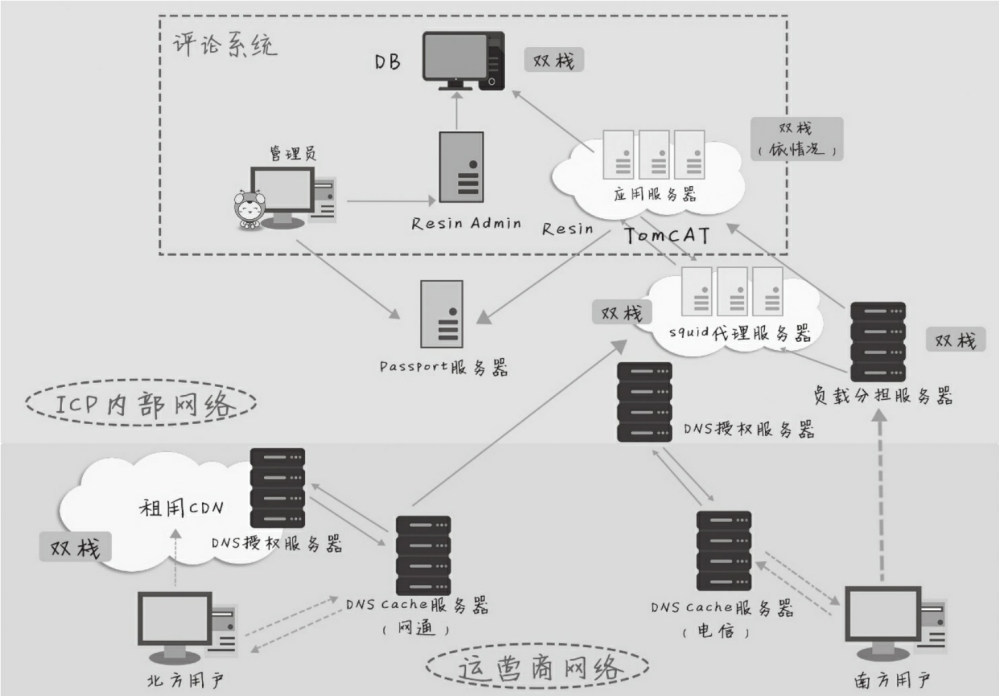 评论系统
DB
双栈
双栈
（依情况）
管理员
应用服务器
Resin Admin
Resin
TomCAT
双栈
squid代理服务器
双栈
Passport服务器
负载分担服务器
ICP内部网络
DNS授权服务器
租用CDN
双栈
DNS授权服务器
DNS cache服务器
（网通）
DNS cache服务器
（电信）
运营商网络
北方用户
南方用户